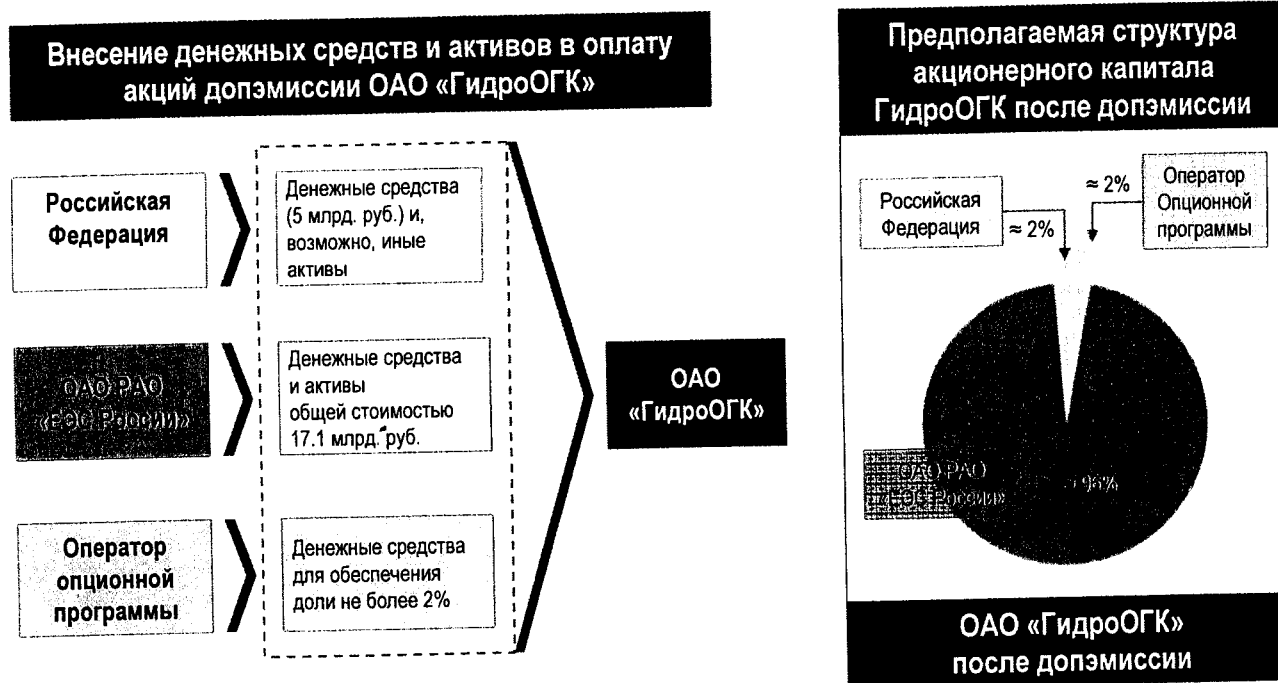 Внесение денежных средств и активов в оплату
акций допэмиссии ОАО «ГидроОГК»
Российская
Федерация
Денежные средства
(5 млрд. руб.) и,
возможно, иные
активы
ОАО РАО
«ЕЭС России»
Денежные средства
и активы
общей стоимостью
17.1 млрд. руб.
Оператор
опционной
программы
Денежные средства
для обеспечения
доли не более 2%
ОАО
«ГидроОГК»
Предполагаемая структура
акционерного капитала
ГидроОГК после допэмиссии
Российская
Федерация
≈ 2%
≈ 2%
Оператор
Опционной
программы
ОАО РАО
«ЕЭС России»
96%
ОАО «ГидроОГК»
после допэмиссии